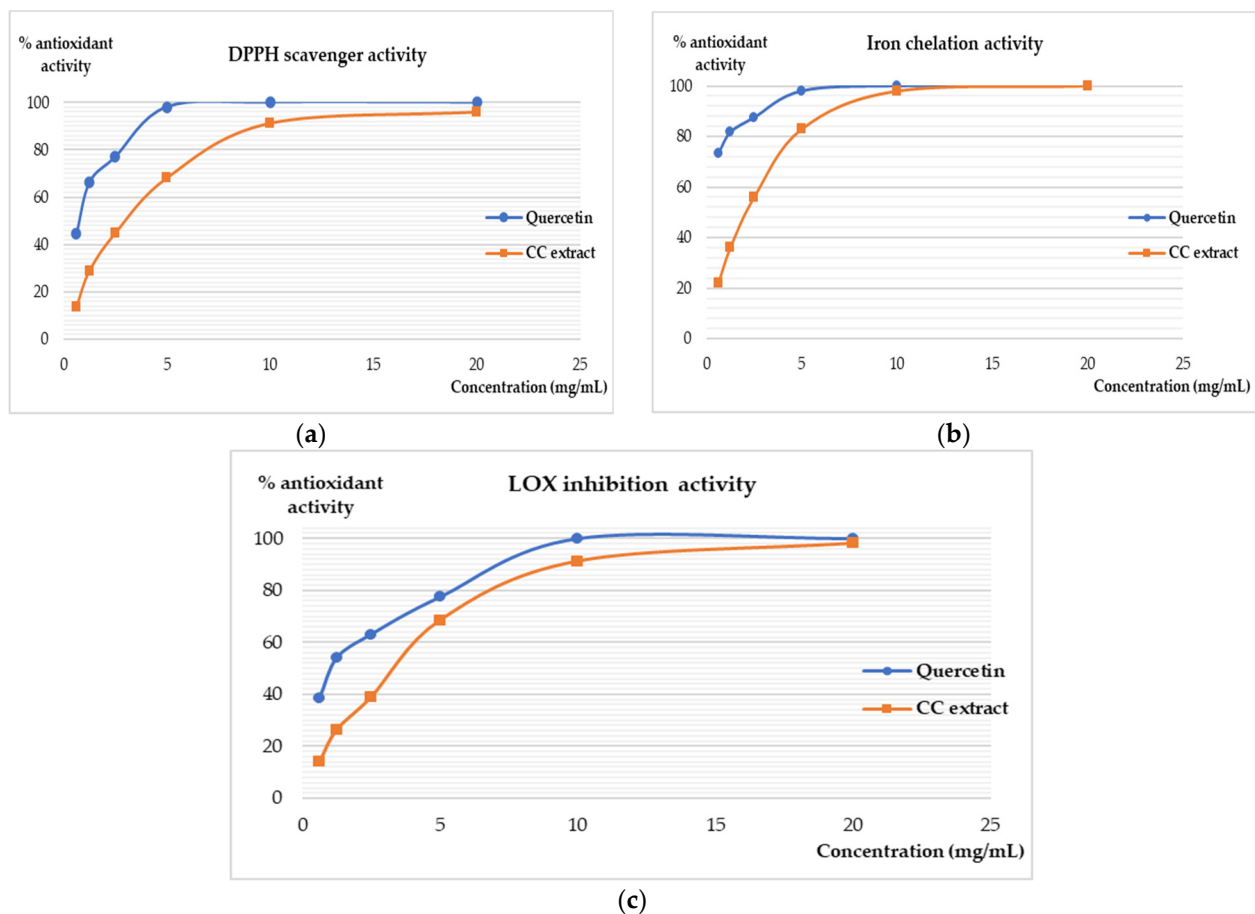 % antioxidant
activity
DPPH scavenger activity
100
80
60
40
20
0
Quercetin
CC extract
0 5 10 15 20 25
Concentration (mg/mL)
(a)
% antioxidant
activity
Iron chelation activity
100
80
60
40
20
0
Quercetin
CC extract
0 5 10 15 20 25
Concentration (mg/mL)
(b)
% antioxidant
activity
LOX inhibition activity
100
80
60
40
20
0
Quercetin
CC extract
0 5 10 15 20 25
Concentration (mg/mL)
(c)